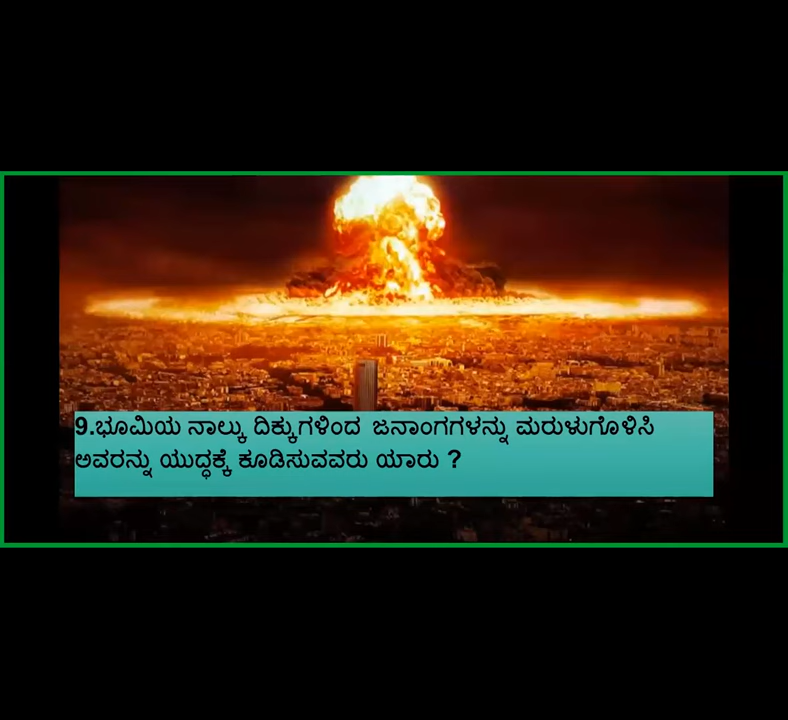 9.ಭೂಮಿಯ ನಾಲ್ಕು ದಿಕ್ಕುಗಳಿಂದ ಜನಾಂಗಗಳನ್ನು ಮರುಳುಗೊಳಿಸಿ
ಅವರನ್ನು ಯುದ್ಧಕ್ಕೆ ಕೂಡಿಸುವವರು ಯಾರು ?